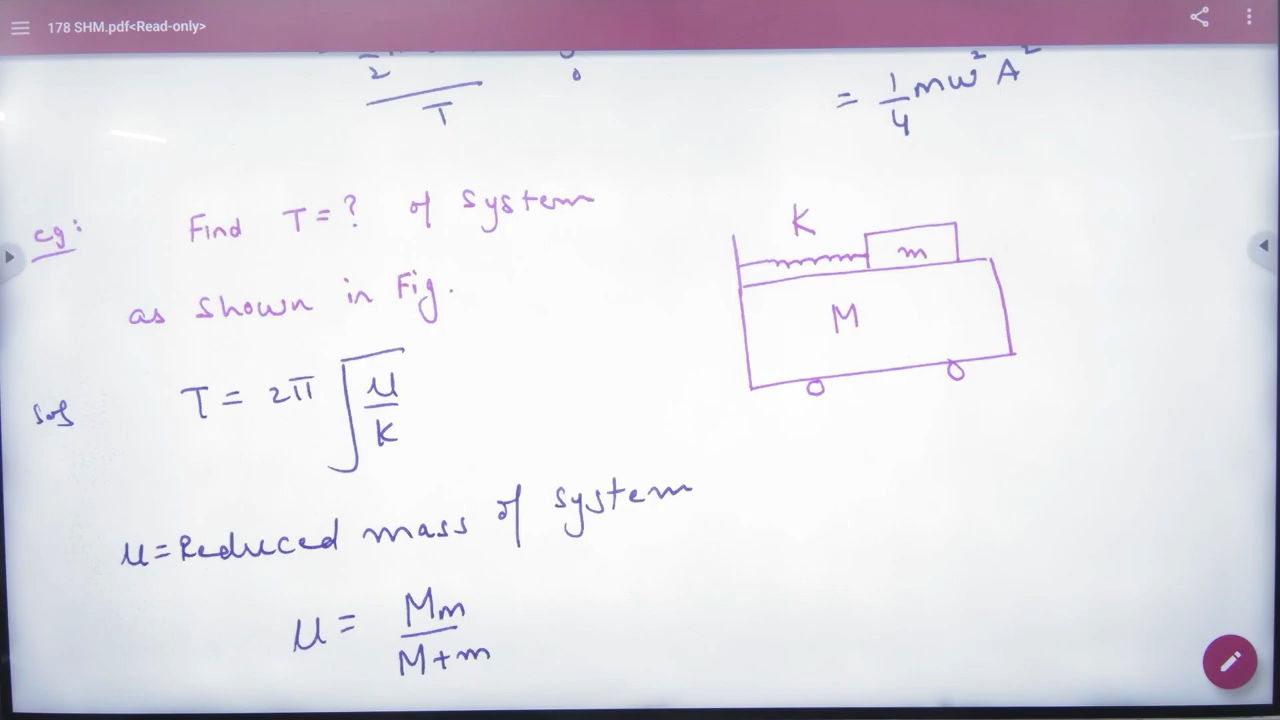 178 SHM.pdf<Read-only>
2
T
= 1/4 mω² A²
eg: Find T = ? of System
as shown in Fig.
K
m
M
Sol T = 2π √(μ/K)
μ = Reduced mass of system
μ = Mm/(M+m)